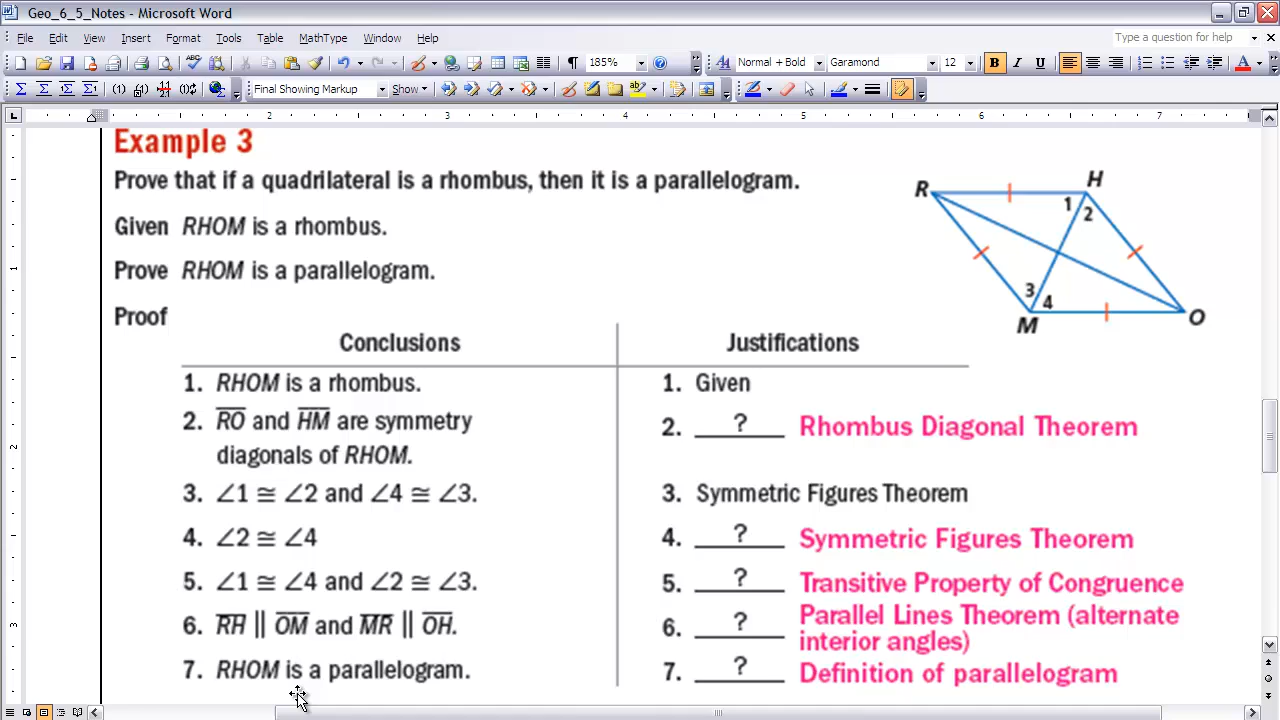 Geo_6_5_Notes - Microsoft Word
File Edit View Insert Format Tools Table MathType Window Help Type a question for help
185% Normal + Bold Garamond 12 B I U A
Final Showing Markup Show
2 3 4 5 6 7
Example 3
Prove that if a quadrilateral is a rhombus, then it is a parallelogram.
Given RHOM is a rhombus.
Prove RHOM is a parallelogram.
Proof
R H
1 2
3 4
M O
Conclusions Justifications
1. RHOM is a rhombus. 1. Given
2. RO and HM are symmetry 2. ? Rhombus Diagonal Theorem
diagonals of RHOM.
3. ∠1 ≅ ∠2 and ∠4 ≅ ∠3. 3. Symmetric Figures Theorem
4. ∠2 ≅ ∠4 4. ? Symmetric Figures Theorem
5. ∠1 ≅ ∠4 and ∠2 ≅ ∠3. 5. ? Transitive Property of Congruence
6. RH || OM and MR || OH. 6. ? Parallel Lines Theorem (alternate
interior angles)
7. RHOM is a parallelogram. 7. ? Definition of parallelogram